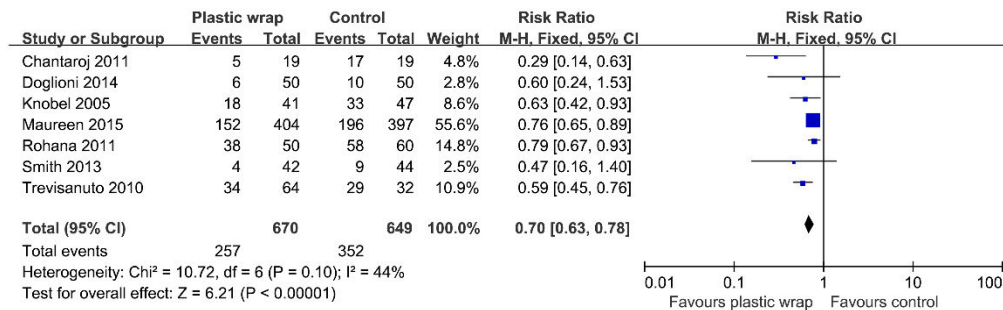 Plastic wrap Control Risk Ratio Risk Ratio
Study or Subgroup Events Total Events Total Weight M-H, Fixed, 95% CI M-H, Fixed, 95% CI
Chantaroj 2011 5 19 17 19 4.8% 0.29 [0.14, 0.63]
Doglioni 2014 6 50 10 50 2.8% 0.60 [0.24, 1.53]
Knobel 2005 18 41 33 47 8.6% 0.63 [0.42, 0.93]
Maureen 2015 152 404 196 397 55.6% 0.76 [0.65, 0.89]
Rohana 2011 38 50 58 60 14.8% 0.79 [0.67, 0.93]
Smith 2013 4 42 9 44 2.5% 0.47 [0.16, 1.40]
Trevisanuto 2010 34 64 29 32 10.9% 0.59 [0.45, 0.76]
Total (95% CI) 670 649 100.0% 0.70 [0.63, 0.78]
Total events 257 352
Heterogeneity: Chi² = 10.72, df = 6 (P = 0.10); I² = 44%
Test for overall effect: Z = 6.21 (P < 0.00001)
0.01 0.1 1 10 100
Favours plastic wrap Favours control